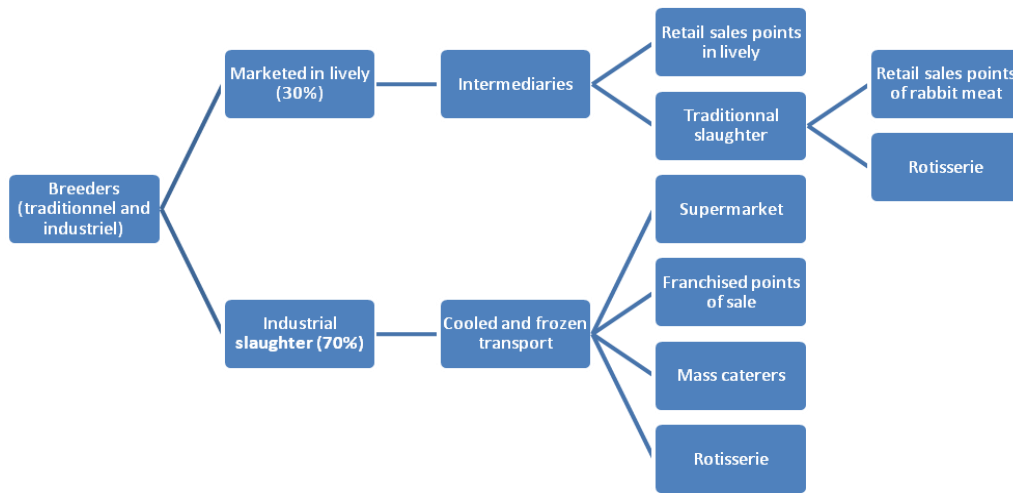 Breeders
(traditionnel and
industriel)
Marketed in lively
(30%)
Intermediaries
Retail sales points
in lively
Traditionnal
slaughter
Retail sales points
of rabbit meat
Rotisserie
Industrial
slaughter (70%)
Cooled and frozen
transport
Supermarket
Franchised points
of sale
Mass caterers
Rotisserie